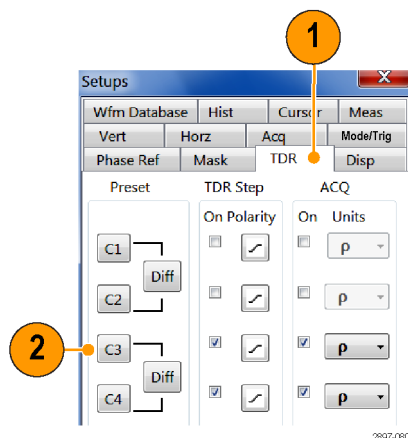 1
Setups X
Wfm Database Hist Cursor Meas
Vert Horz Acq Mode/Trig
Phase Ref Mask TDR Disp
Preset TDR Step ACQ
On Polarity On Units
C1 ρ
Diff
C2 ρ
2 C3 ρ
Diff
C4 ρ